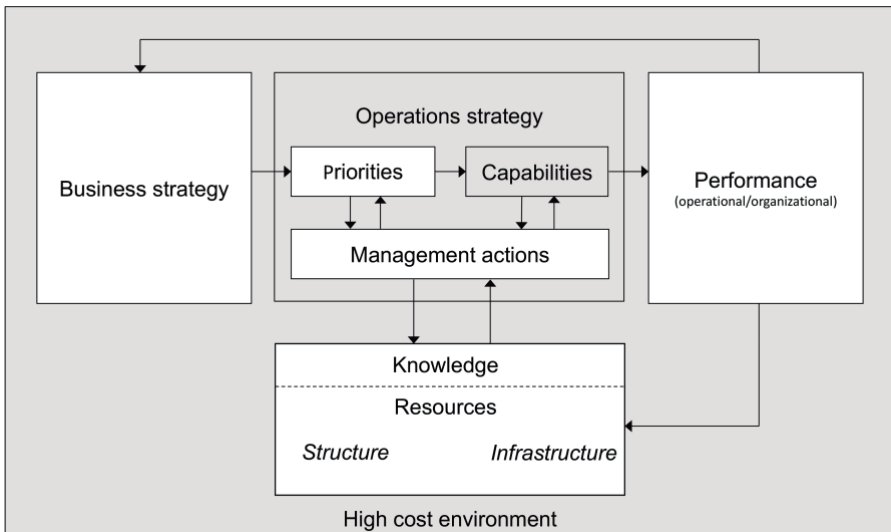 Operations strategy
Business strategy
Priorities
Capabilities
Performance
(operational/organizational)
Management actions
Knowledge
Resources
Structure
Infrastructure
High cost environment